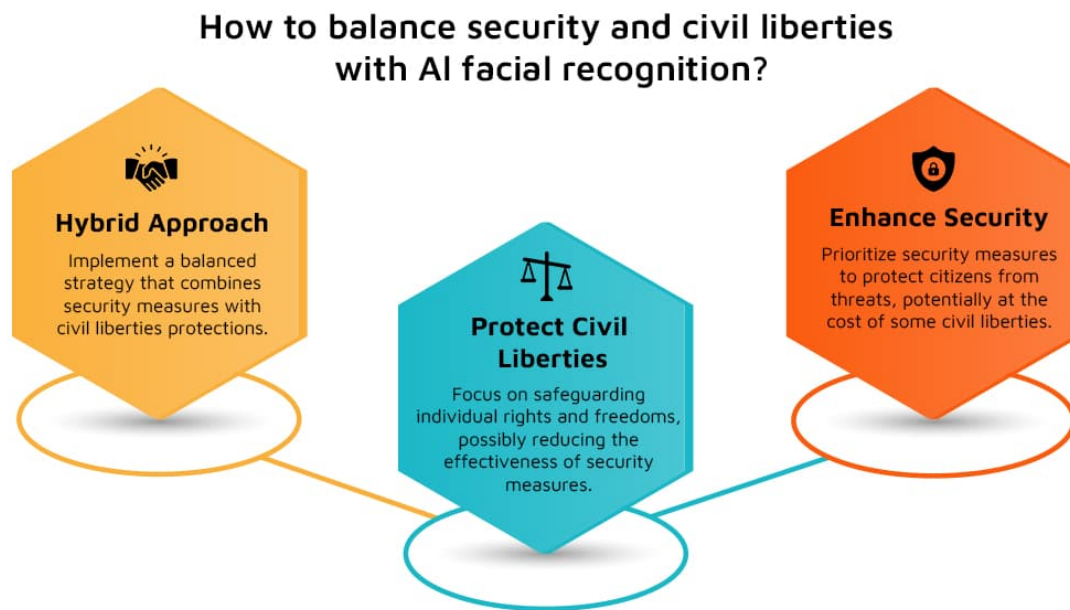 How to balance security and civil liberties
with AI facial recognition?
Hybrid Approach
Implement a balanced
strategy that combines
security measures with
civil liberties protections.
Protect Civil
Liberties
Focus on safeguarding
individual rights and freedoms,
possibly reducing the
effectiveness of security
measures.
Enhance Security
Prioritize security measures
to protect citizens from
threats, potentially at the
cost of some civil liberties.